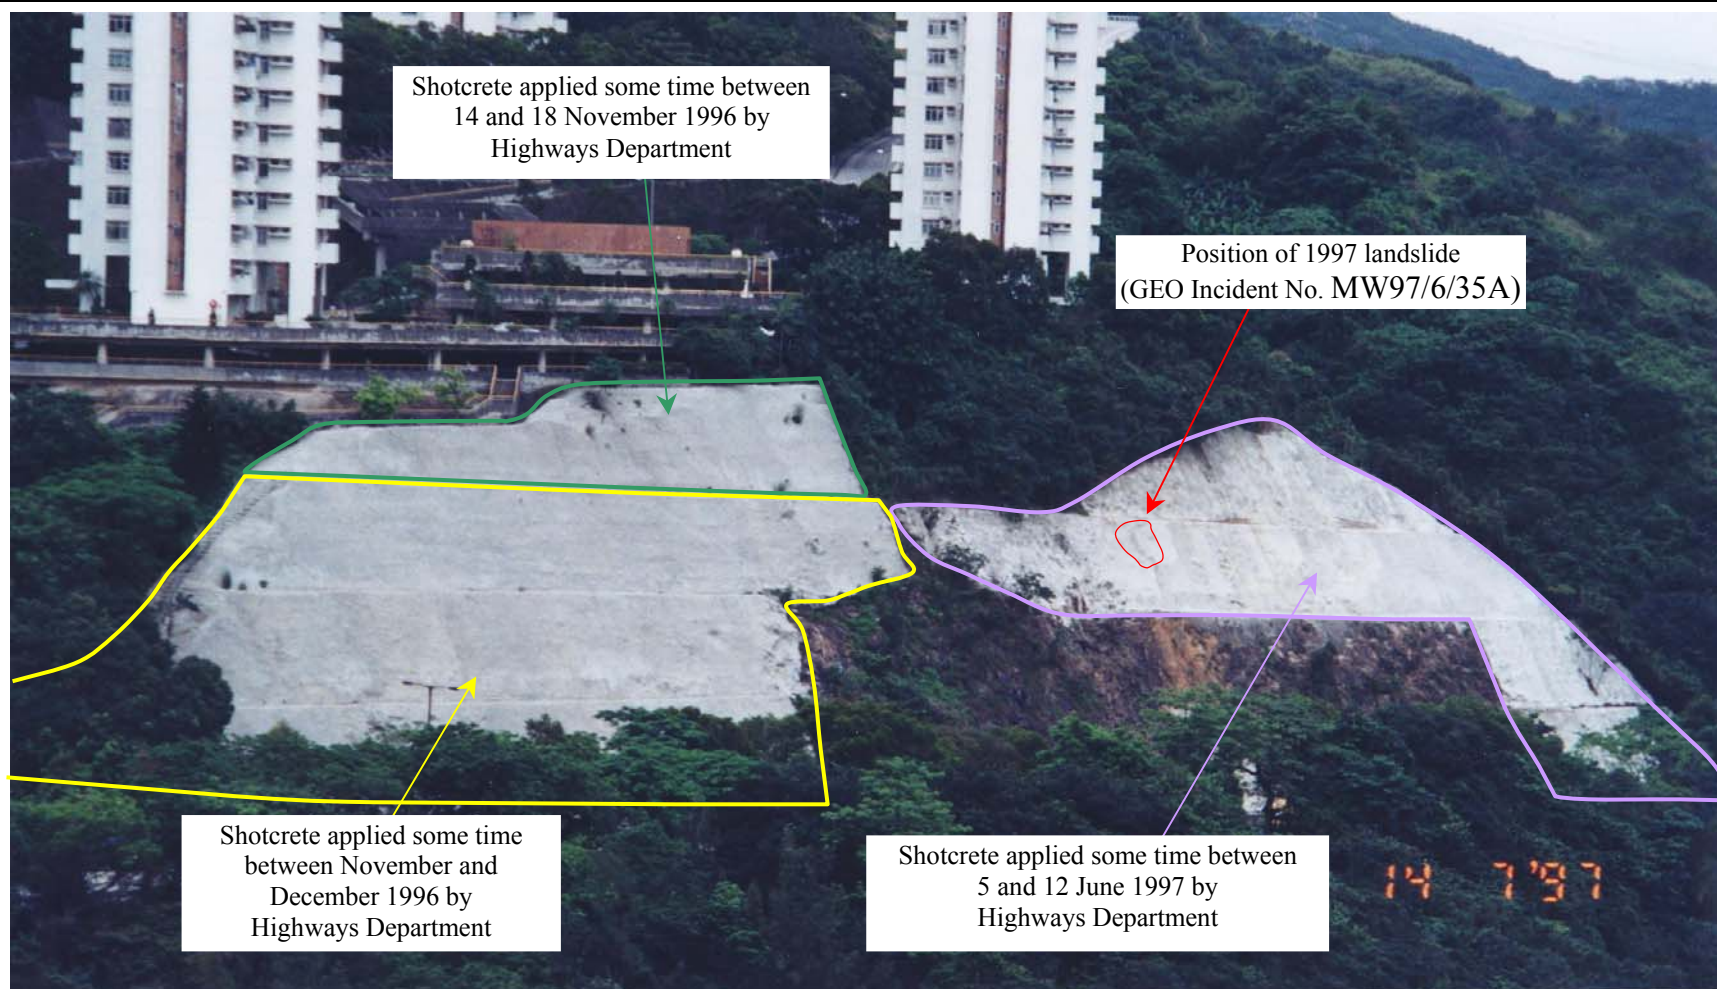 Shotcrete applied some time between
14 and 18 November 1996 by
Highways Department
Position of 1997 landslide
(GEO Incident No. MW97/6/35A)
Shotcrete applied some time
between November and
December 1996 by
Highways Department
Shotcrete applied some time between
5 and 12 June 1997 by
Highways Department
14 7'97